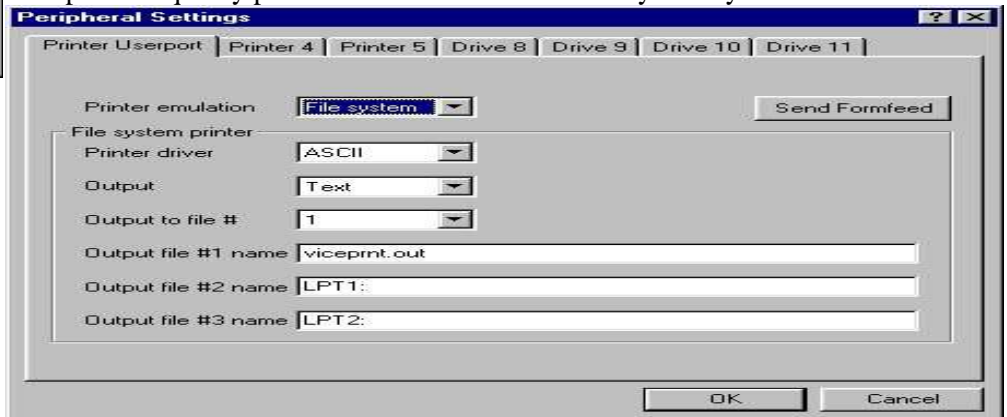 Peripheral Settings
Printer Userport Printer 4 Printer 5 Drive 8 Drive 9 Drive 10 Drive 11
Printer emulation File system Send Formfeed
File system printer
Printer driver ASCII
Output Text
Output to file # 1
Output file #1 name viceprnt.out
Output file #2 name LPT1:
Output file #3 name LPT2:
OK Cancel